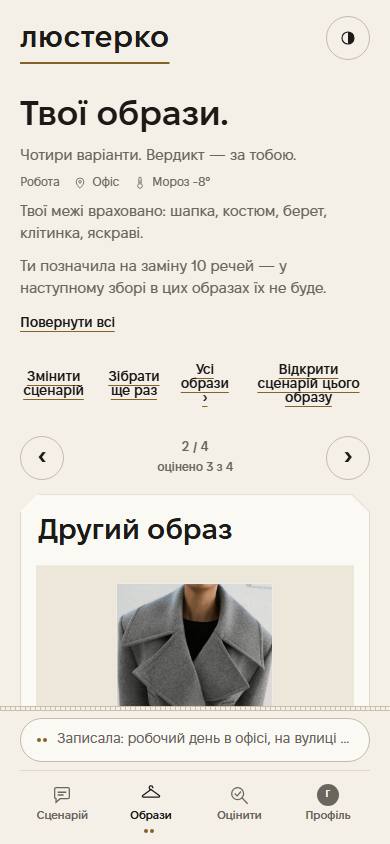 люстерко
Твої образи.
Чотири варіанти. Вердикт — за тобою.
Робота Офіс Мороз -8°
Твої межі враховано: шапка, костюм, берет,
клітинка, яскраві.
Ти позначила на заміну 10 речей — у
наступному зборі в цих образах їх не буде.
Повернути всі
Змінити
сценарій
Зібрати
ще раз
Усі
образи
›
Відкрити
сценарій цього
образу
‹
2 / 4
оцінено 3 з 4
›
Другий образ
Записала: робочий день в офісі, на вулиці ...
Сценарій
Образи
Оцінити
Г
Профіль